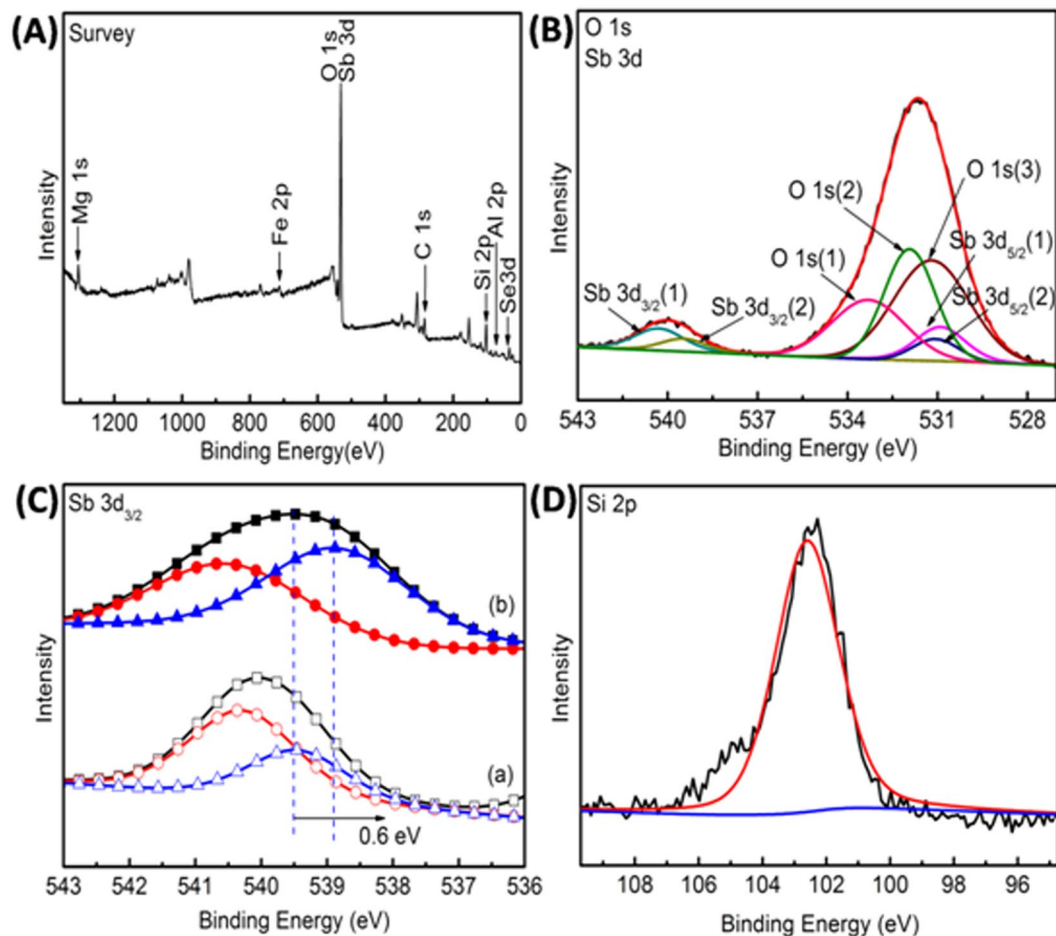 (A) Survey
Mg 1s
Fe 2p
O 1s
Sb 3d
C 1s
Si 2p
Al 2p
Se3d
Intensity
1200 1000 800 600 400 200 0
Binding Energy(eV)
(B) O 1s
Sb 3d
O 1s(3)
O 1s(2)
Sb 3d5/2(1)
O 1s(1)
Sb 3d5/2(2)
Sb 3d3/2(1)
Sb 3d3/2(2)
Intensity
543 540 537 534 531 528
Binding Energy (eV)
(C) Sb 3d3/2
(b)
(a)
0.6 eV
Intensity
543 542 541 540 539 538 537 536
Binding Energy (eV)
(D) Si 2p
Intensity
108 106 104 102 100 98 96
Binding Energy (eV)